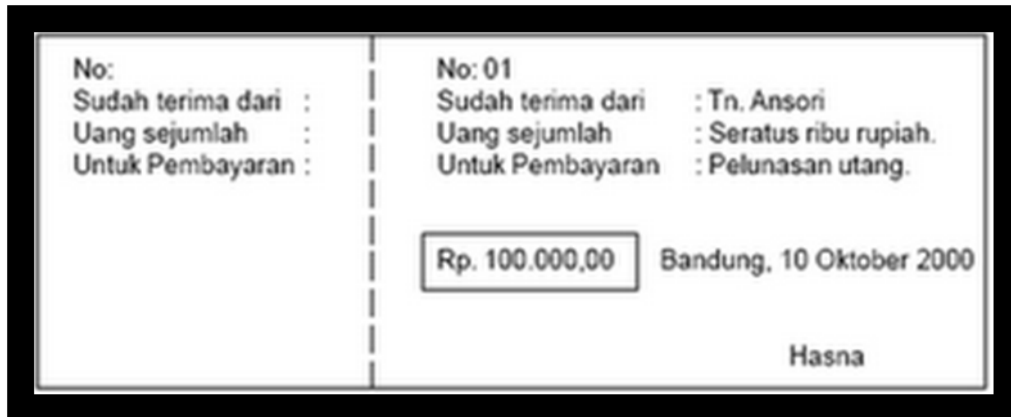 No:
Sudah terima dari :
Uang sejumlah :
Untuk Pembayaran :
No: 01
Sudah terima dari : Tn. Ansori
Uang sejumlah : Seratus ribu rupiah.
Untuk Pembayaran : Pelunasan utang.
Rp. 100.000,00 Bandung, 10 Oktober 2000
Hasna